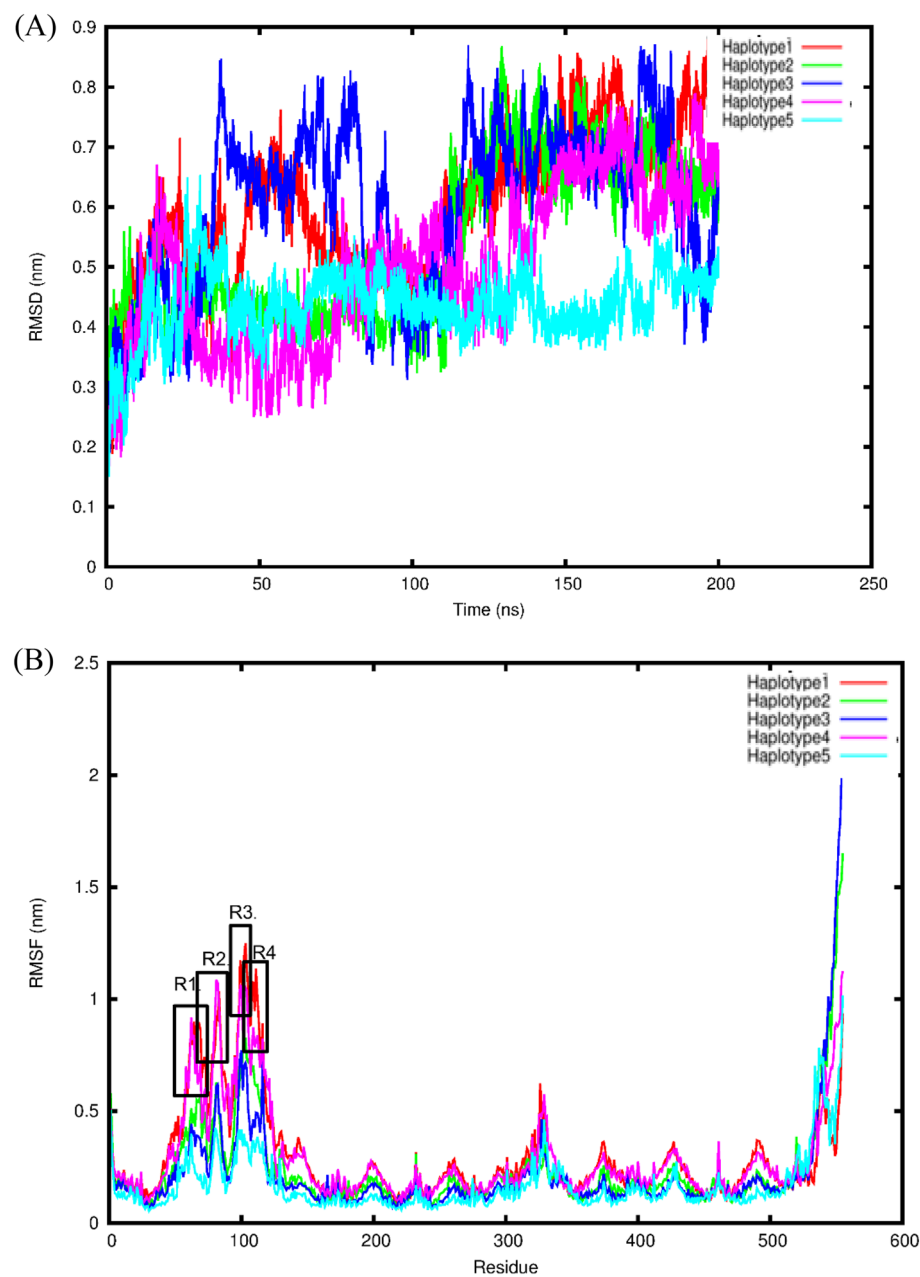 (A)
0.9
0.8
0.7
0.6
0.5
0.4
0.3
0.2
0.1
0
RMSD (nm)
Haplotype1
Haplotype2
Haplotype3
Haplotype4
Haplotype5
0 50 100 150 200 250
Time (ns)
(B)
2.5
2
1.5
1
0.5
0
RMSF (nm)
Haplotype1
Haplotype2
Haplotype3
Haplotype4
Haplotype5
R1.
R2.
R3.
R4
0 100 200 300 400 500 600
Residue